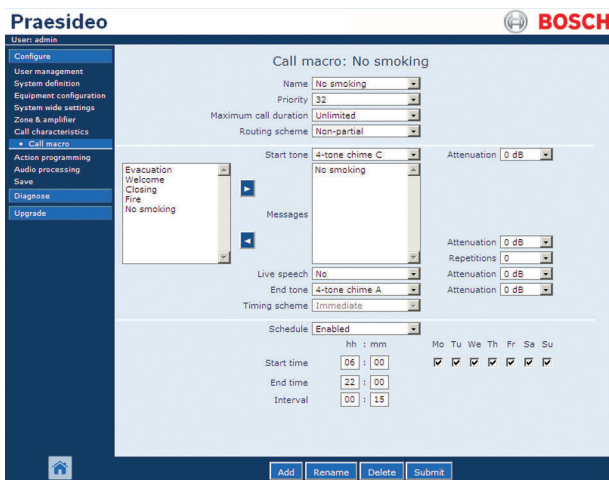 Praesideo
BOSCH
User: admin
Configure
User management
System definition
Equipment configuration
System wide settings
Zone & amplifier
Call characteristics
• Call macro
Action programming
Audio processing
Save
Diagnose
Upgrade
Call macro: No smoking
Name No smoking
Priority 32
Maximum call duration Unlimited
Routing scheme Non-partial
Start tone 4-tone chime C Attenuation 0 dB
Evacuation
Welcome
Closing
Fire
No smoking
Messages
No smoking
Attenuation 0 dB
Repetitions 0
Live speech No Attenuation 0 dB
End tone 4-tone chime A Attenuation 0 dB
Timing scheme Immediate
Schedule Enabled
hh : mm Mo Tu We Th Fr Sa Su
Start time 06 : 00
End time 22 : 00
Interval 00 : 15
Add Rename Delete Submit